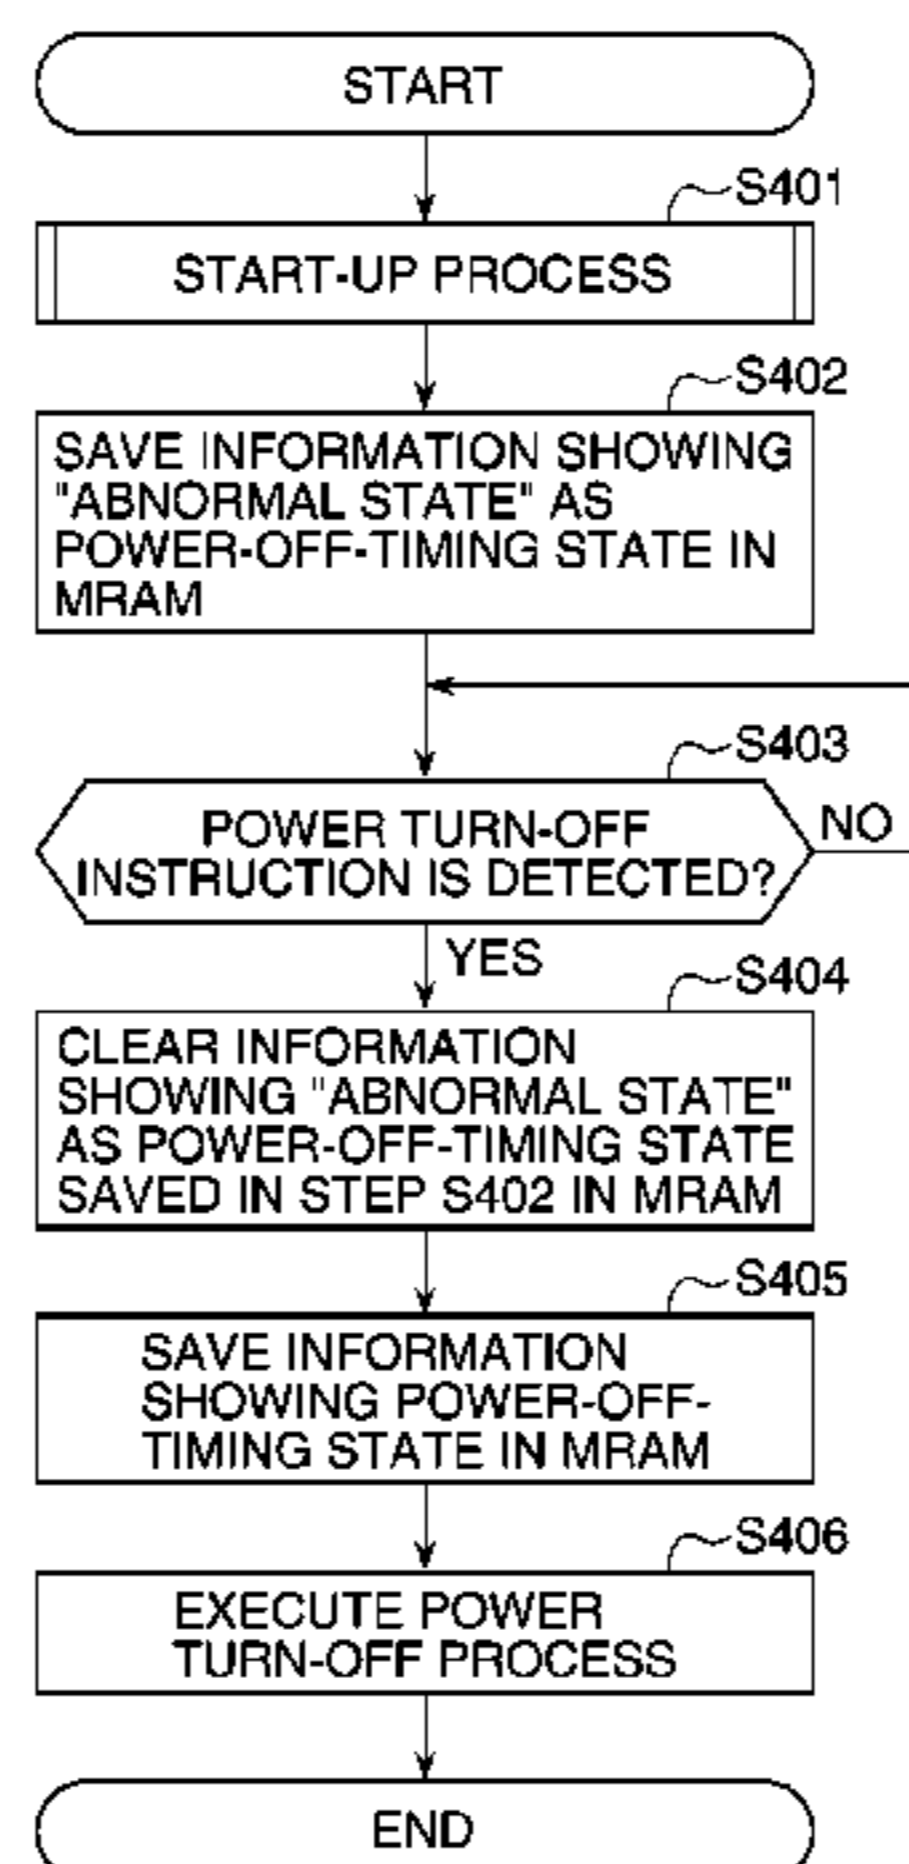 START
S401
START-UP PROCESS
S402
SAVE INFORMATION SHOWING
"ABNORMAL STATE" AS
POWER-OFF-TIMING STATE IN
MRAM
S403
POWER TURN-OFF
INSTRUCTION IS DETECTED?
NO
YES
S404
CLEAR INFORMATION
SHOWING "ABNORMAL STATE"
AS POWER-OFF-TIMING STATE
SAVED IN STEP S402 IN MRAM
S405
SAVE INFORMATION
SHOWING POWER-OFF-
TIMING STATE IN MRAM
S406
EXECUTE POWER
TURN-OFF PROCESS
END